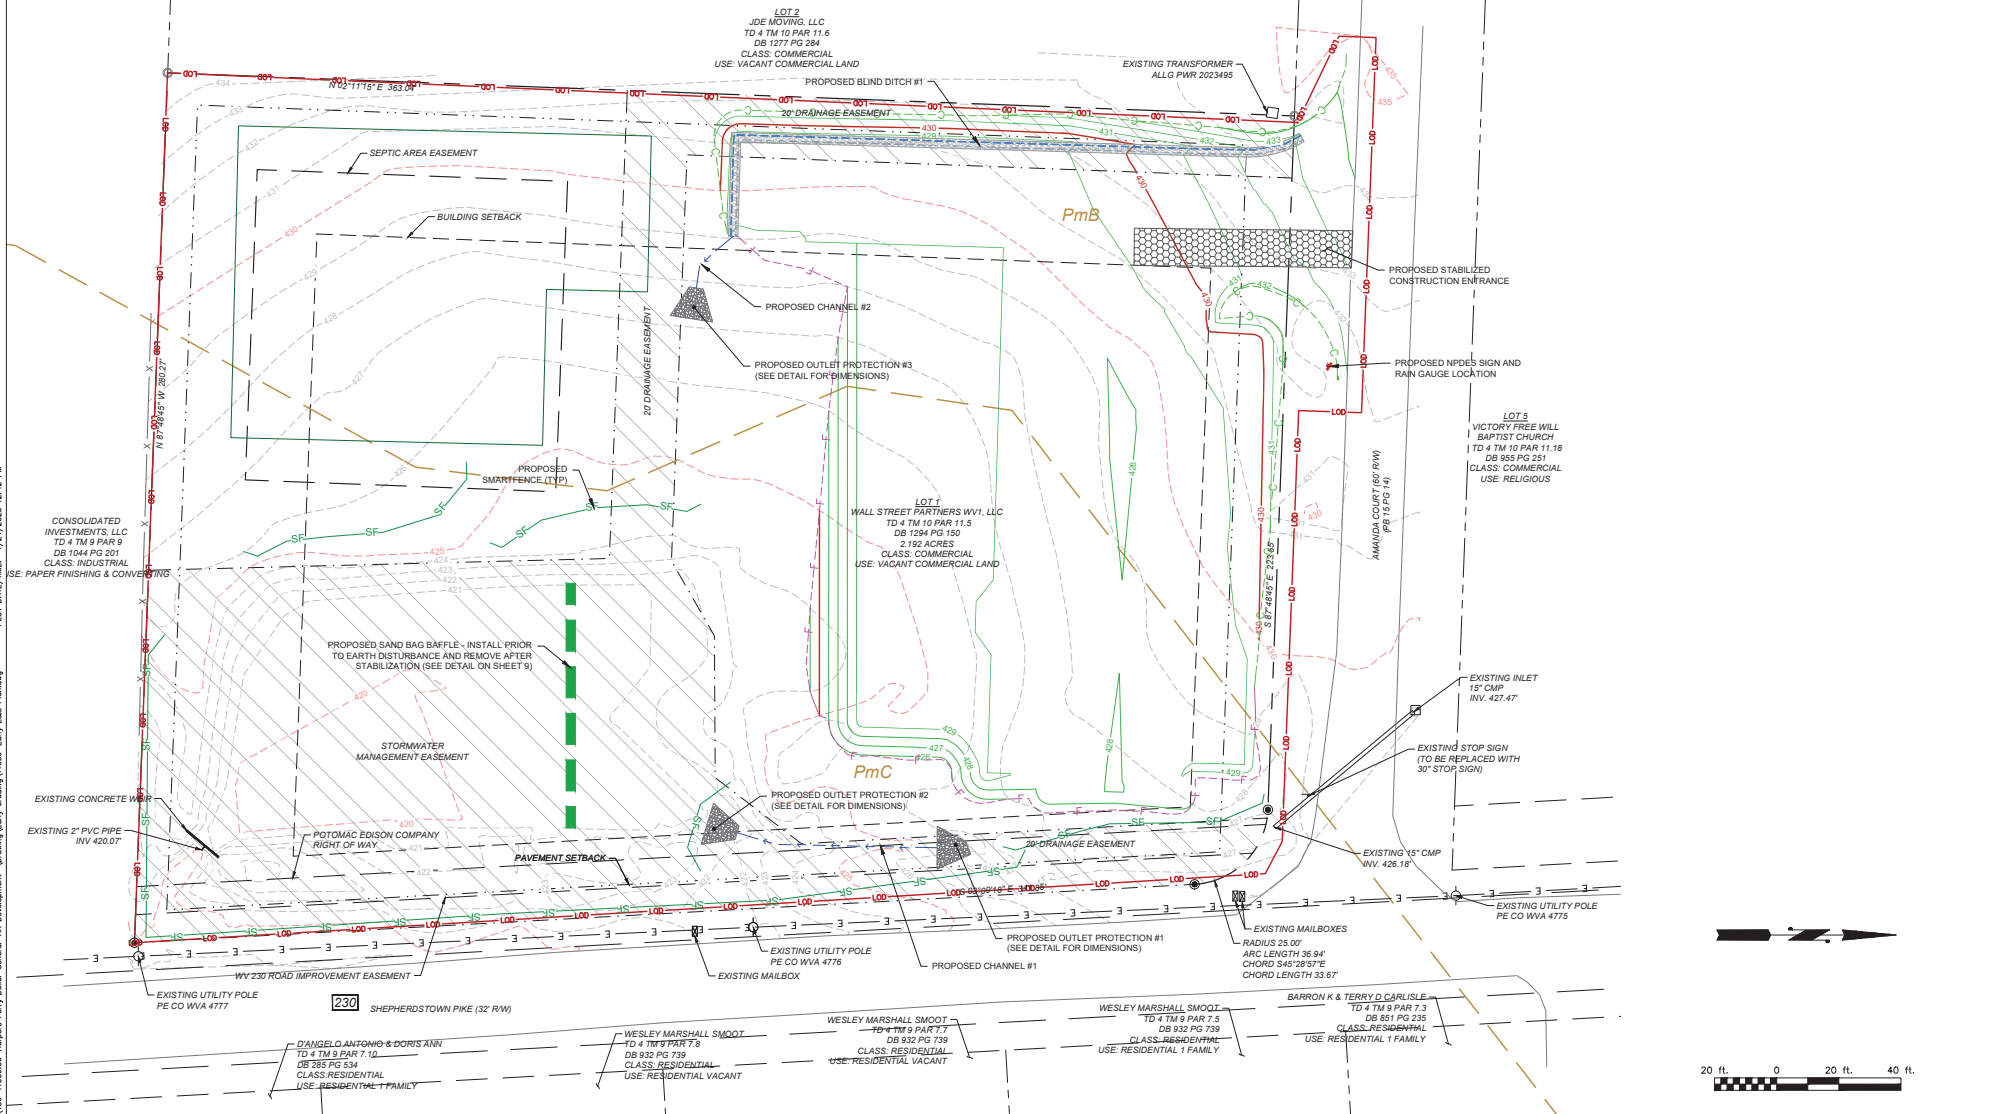 LOT 2
JDE MOVING, LLC
TD 4 TM 10 PAR 11.6
DB 1277 PG 284
CLASS: COMMERCIAL
USE: VACANT COMMERCIAL LAND
EXISTING TRANSFORMER
ALLG PWR 2023495
PROPOSED BLIND DITCH #1
N 02°11'15" E 363.04'
20' DRAINAGE EASEMENT
SEPTIC AREA EASEMENT
BUILDING SETBACK
PmB
PROPOSED STABILIZED
CONSTRUCTION ENTRANCE
PROPOSED CHANNEL #2
20' DRAINAGE EASEMENT
PROPOSED OUTLET PROTECTION #3
(SEE DETAIL FOR DIMENSIONS)
PROPOSED NPDES SIGN AND
RAIN GAUGE LOCATION
N 87°48'45" W 280.27'
LOT 5
VICTORY FREE WILL
BAPTIST CHURCH
TD 4 TM 10 PAR 11.18
DB 955 PG 251
CLASS: COMMERCIAL
USE: RELIGIOUS
PROPOSED
SMARTFENCE (TYP)
AMANDA COURT (60' R/W)
(PB 15 PG 14)
LOT 1
WALL STREET PARTNERS WV1, LLC
TD 4 TM 10 PAR 11.5
DB 1294 PG 150
2.192 ACRES
CLASS: COMMERCIAL
USE: VACANT COMMERCIAL LAND
CONSOLIDATED
INVESTMENTS, LLC
TD 4 TM 9 PAR 9
DB 1044 PG 201
CLASS: INDUSTRIAL
USE: PAPER FINISHING & CONVERTING
S 87°48'45" E 223.65'
PROPOSED SAND BAG BAFFLE - INSTALL PRIOR
TO EARTH DISTURBANCE AND REMOVE AFTER
STABILIZATION (SEE DETAIL ON SHEET 9)
EXISTING INLET
15" CMP
INV. 427.47'
STORMWATER
MANAGEMENT EASEMENT
EXISTING STOP SIGN
(TO BE REPLACED WITH
30" STOP SIGN)
PmC
EXISTING CONCRETE WEIR
PROPOSED OUTLET PROTECTION #2
(SEE DETAIL FOR DIMENSIONS)
EXISTING 2" PVC PIPE
INV 420.07'
POTOMAC EDISON COMPANY
RIGHT OF WAY
20' DRAINAGE EASEMENT
PAVEMENT SETBACK
EXISTING 15" CMP
INV. 426.18'
EXISTING UTILITY POLE
PE CO WVA 4775
EXISTING MAILBOXES
PROPOSED OUTLET PROTECTION #1
(SEE DETAIL FOR DIMENSIONS)
RADIUS 25.00'
ARC LENGTH 36.94'
CHORD S45°28'57"E
CHORD LENGTH 33.67'
EXISTING UTILITY POLE
PE CO WVA 4776
PROPOSED CHANNEL #1
WV 230 ROAD IMPROVEMENT EASEMENT
EXISTING MAILBOX
EXISTING UTILITY POLE
PE CO WVA 4777
230
SHEPHERDSTOWN PIKE (32' R/W)
BARRON K & TERRY D CARLISLE
TD 4 TM 9 PAR 7.3
DB 851 PG 235
CLASS: RESIDENTIAL
USE: RESIDENTIAL 1 FAMILY
WESLEY MARSHALL SMOOT
TD 4 TM 9 PAR 7.5
DB 932 PG 739
CLASS: RESIDENTIAL
USE: RESIDENTIAL 1 FAMILY
WESLEY MARSHALL SMOOT
TD 4 TM 9 PAR 7.7
DB 932 PG 739
CLASS: RESIDENTIAL
USE: RESIDENTIAL VACANT
WESLEY MARSHALL SMOOT
TD 4 TM 9 PAR 7.8
DB 932 PG 739
CLASS: RESIDENTIAL
USE: RESIDENTIAL VACANT
D'ANGELO ANTONIO & DORIS ANN
TD 4 TM 9 PAR 7.10
DB 285 PG 534
CLASS:RESIDENTIAL
USE: RESIDENTIAL 1 FAMILY
20 ft. 0 20 ft. 40 ft.